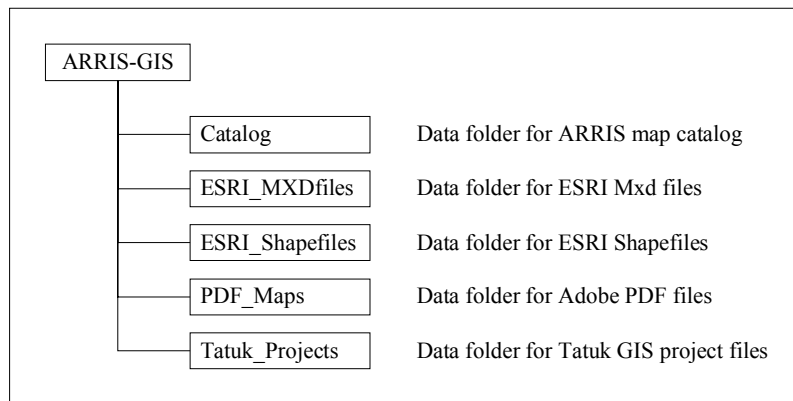 ARRIS-GIS
Catalog Data folder for ARRIS map catalog
ESRI_MXDfiles Data folder for ESRI Mxd files
ESRI_Shapefiles Data folder for ESRI Shapefiles
PDF_Maps Data folder for Adobe PDF files
Tatuk_Projects Data folder for Tatuk GIS project files